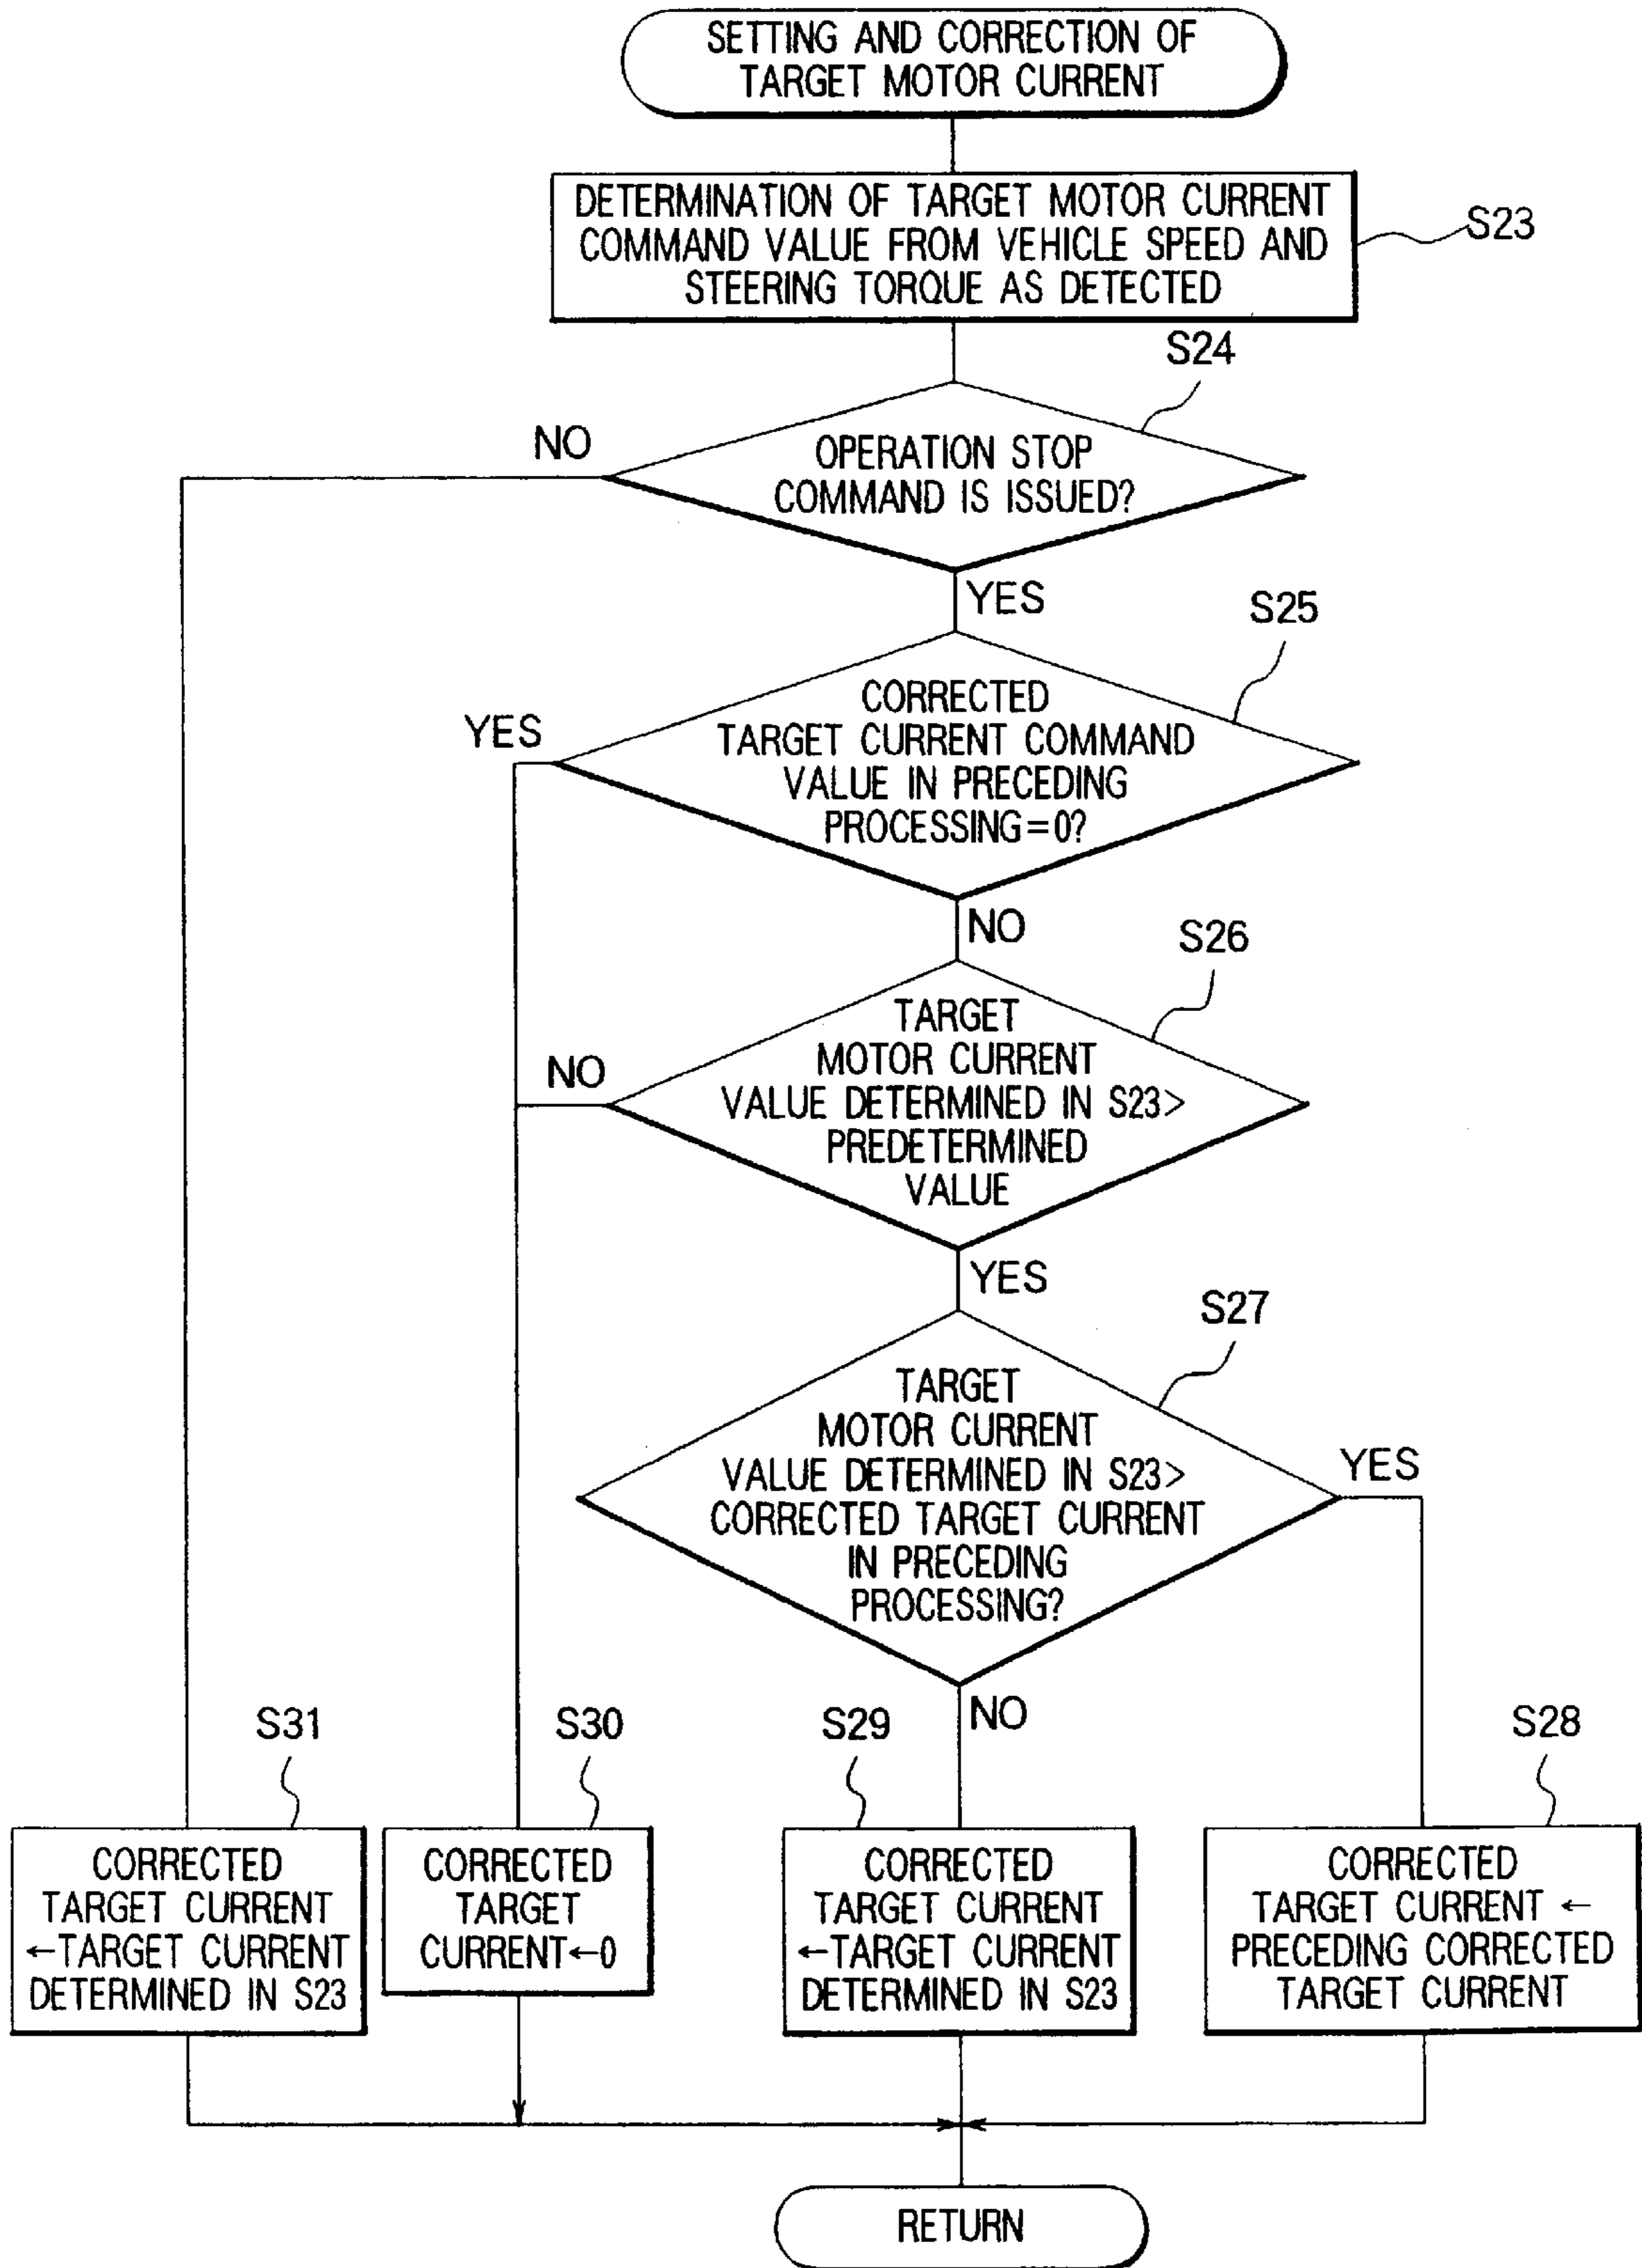 SETTING AND CORRECTION OF
TARGET MOTOR CURRENT
DETERMINATION OF TARGET MOTOR CURRENT
COMMAND VALUE FROM VEHICLE SPEED AND
STEERING TORQUE AS DETECTED
S23
S24
NO
OPERATION STOP
COMMAND IS ISSUED?
YES
S25
YES
CORRECTED
TARGET CURRENT COMMAND
VALUE IN PRECEDING
PROCESSING=0?
NO
S26
NO
TARGET
MOTOR CURRENT
VALUE DETERMINED IN S23>
PREDETERMINED
VALUE
YES
S27
TARGET
MOTOR CURRENT
VALUE DETERMINED IN S23>
CORRECTED TARGET CURRENT
IN PRECEDING
PROCESSING?
YES
NO
S31
CORRECTED
TARGET CURRENT
←TARGET CURRENT
DETERMINED IN S23
S30
CORRECTED
TARGET
CURRENT←0
S29
CORRECTED
TARGET CURRENT
←TARGET CURRENT
DETERMINED IN S23
S28
CORRECTED
TARGET CURRENT ←
PRECEDING CORRECTED
TARGET CURRENT
RETURN